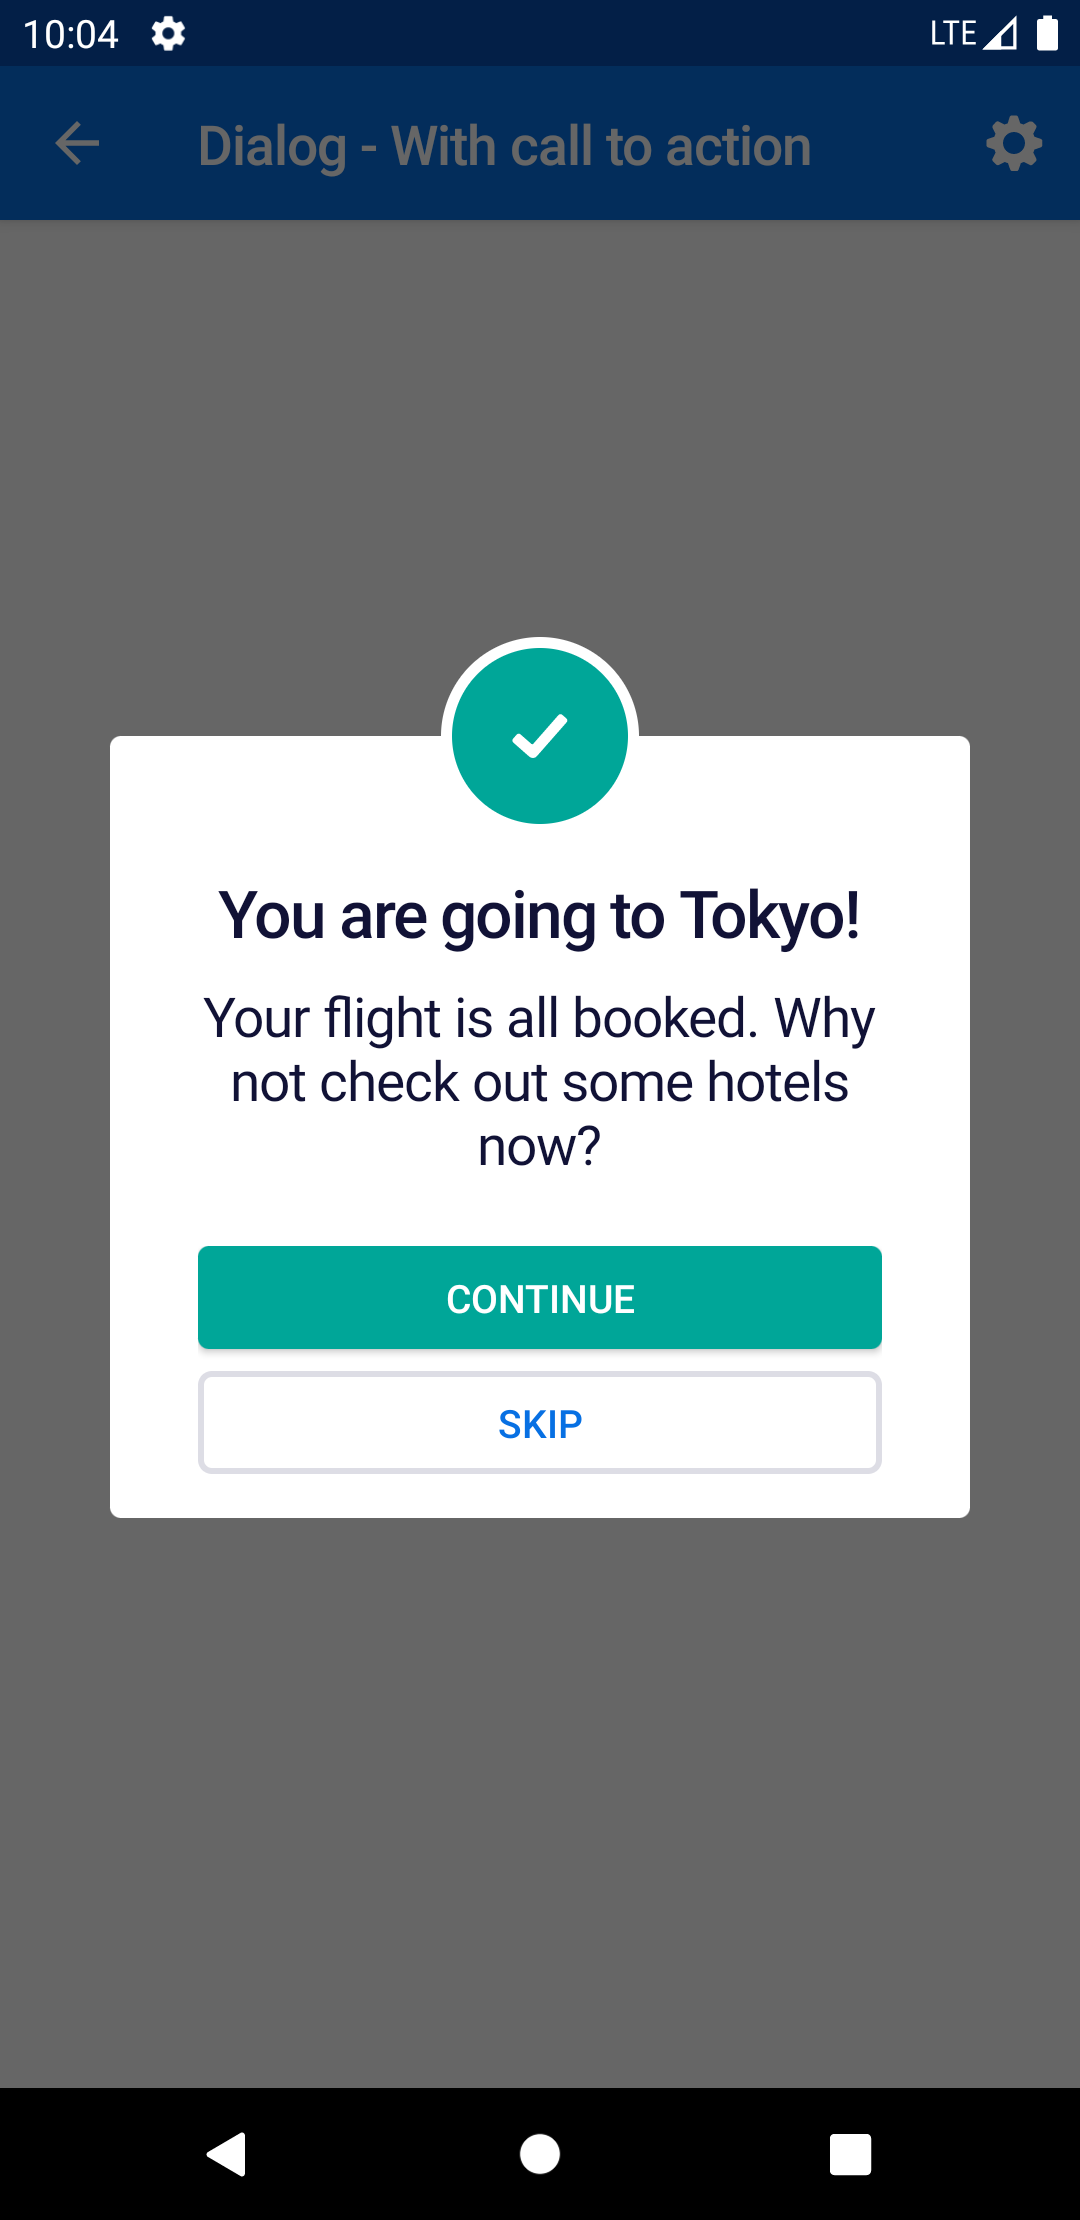 10:04
LTE
Dialog - With call to action
You are going to Tokyo!
Your flight is all booked. Why
not check out some hotels
now?
CONTINUE
SKIP